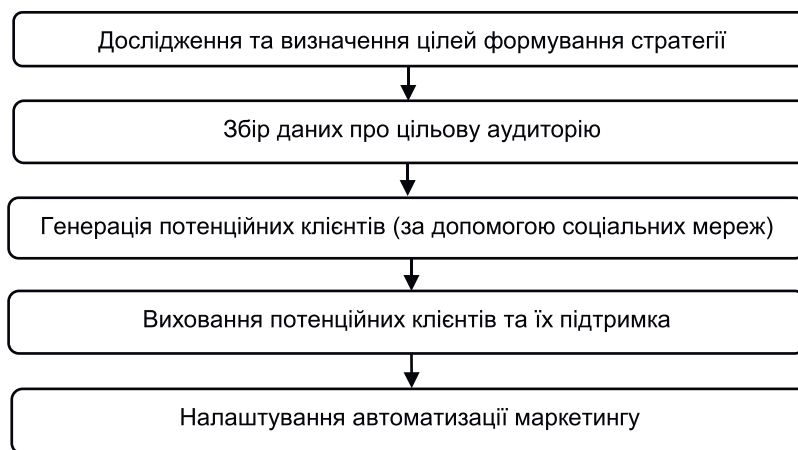 Дослідження та визначення цілей формування стратегії
Збір даних про цільову аудиторію
Генерація потенційних клієнтів (за допомогою соціальних мереж)
Виховання потенційних клієнтів та їх підтримка
Налаштування автоматизації маркетингу